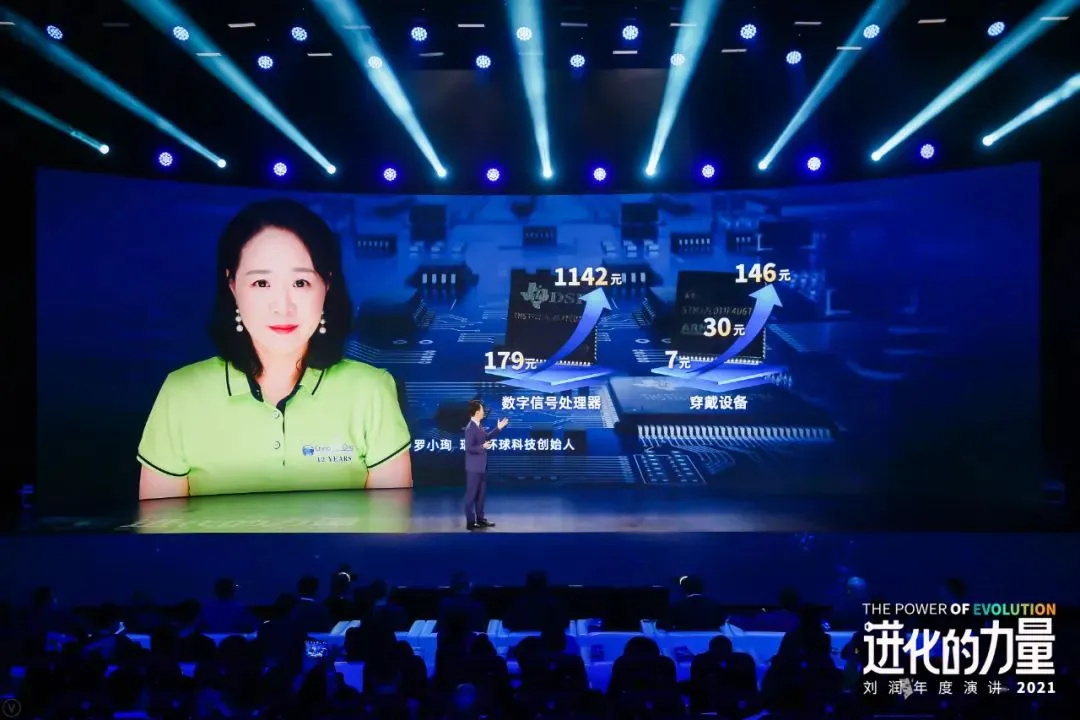 1142元
146元
DSP
30元
179元
7元
ARM
数字信号处理器
穿戴设备
罗小珣
环球科技创始人
12 YEARS
THE POWER OF EVOLUTION
进化的力量
刘润年度演讲 2021